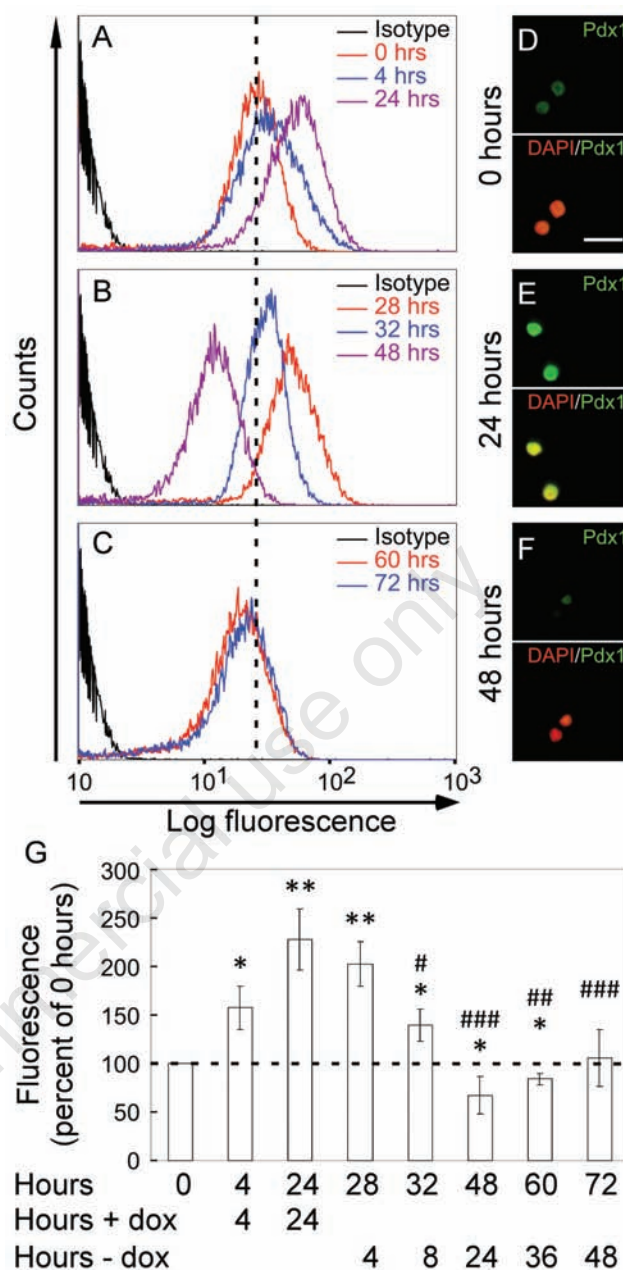 A
Isotype
0 hrs
4 hrs
24 hrs
B
Isotype
28 hrs
32 hrs
48 hrs
C
Isotype
60 hrs
72 hrs
Counts
10 10¹ 10² 10³
Log fluorescence
0 hours
D Pdx1
DAPI/Pdx1
24 hours
E Pdx1
DAPI/Pdx1
48 hours
F Pdx1
DAPI/Pdx1
G
Fluorescence
(percent of 0 hours)
300
250
200
150
100
50
0
* ** ** # * ### * ## * ###
Hours 0 4 24 28 32 48 60 72
Hours + dox 4 24
Hours - dox 4 8 24 36 48
mercial use only